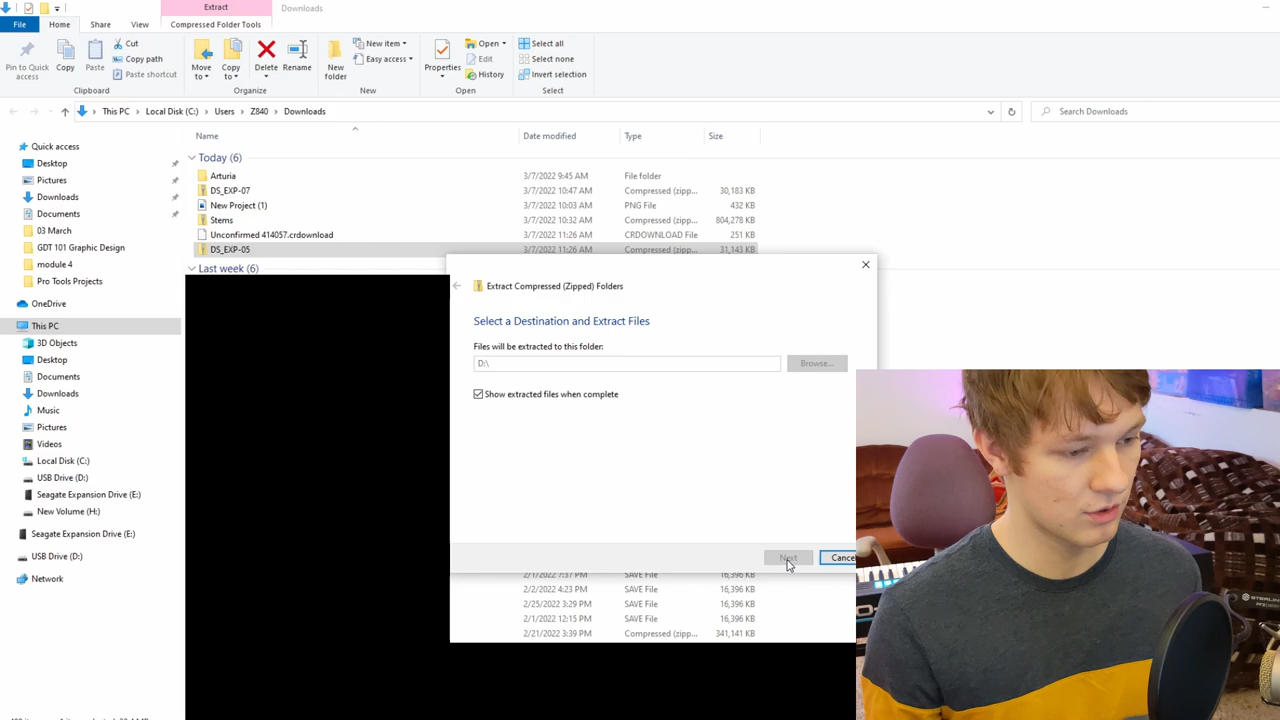 Extract
Downloads
File Home Share View Compressed Folder Tools
Pin to Quick access
Copy
Paste
Cut
Copy path
Paste shortcut
Clipboard
Move to
Copy to
Delete
Rename
Organize
New folder
New item
Easy access
New
Properties
Open
Edit
History
Open
Select all
Select none
Invert selection
Select
This PC Local Disk (C:) Users Z840 Downloads
Search Downloads
Name Date modified Type Size
Today (6)
Arturia 3/7/2022 9:45 AM File folder
DS_EXP-07 3/7/2022 10:47 AM Compressed (zipp... 30,183 KB
New Project (1) 3/7/2022 10:03 AM PNG File 432 KB
Stems 3/7/2022 10:32 AM Compressed (zipp... 804,278 KB
Unconfirmed 414057.crdownload 3/7/2022 11:26 AM CRDOWNLOAD File 251 KB
DS_EXP-05 3/7/2022 11:26 AM Compressed (zipp... 31,143 KB
Last week (6)
Quick access
Desktop
Pictures
Downloads
Documents
03 March
GDT 101 Graphic Design
module 4
Pro Tools Projects
OneDrive
This PC
3D Objects
Desktop
Documents
Downloads
Music
Pictures
Videos
Local Disk (C:)
USB Drive (D:)
Seagate Expansion Drive (E:)
New Volume (H:)
Seagate Expansion Drive (E:)
USB Drive (D:)
Network
Extract Compressed (Zipped) Folders
Select a Destination and Extract Files
Files will be extracted to this folder:
D:\
Browse...
Show extracted files when complete
Next
Cance
2/1/2022 7:37 PM SAVE File 16,396 KB
2/2/2022 4:24 PM SAVE File 16,396 KB
2/25/2022 3:29 PM SAVE File 16,396 KB
2/1/2022 12:15 PM SAVE File 16,396 KB
2/21/2022 3:39 PM Compressed (zipp... 341,141 KB